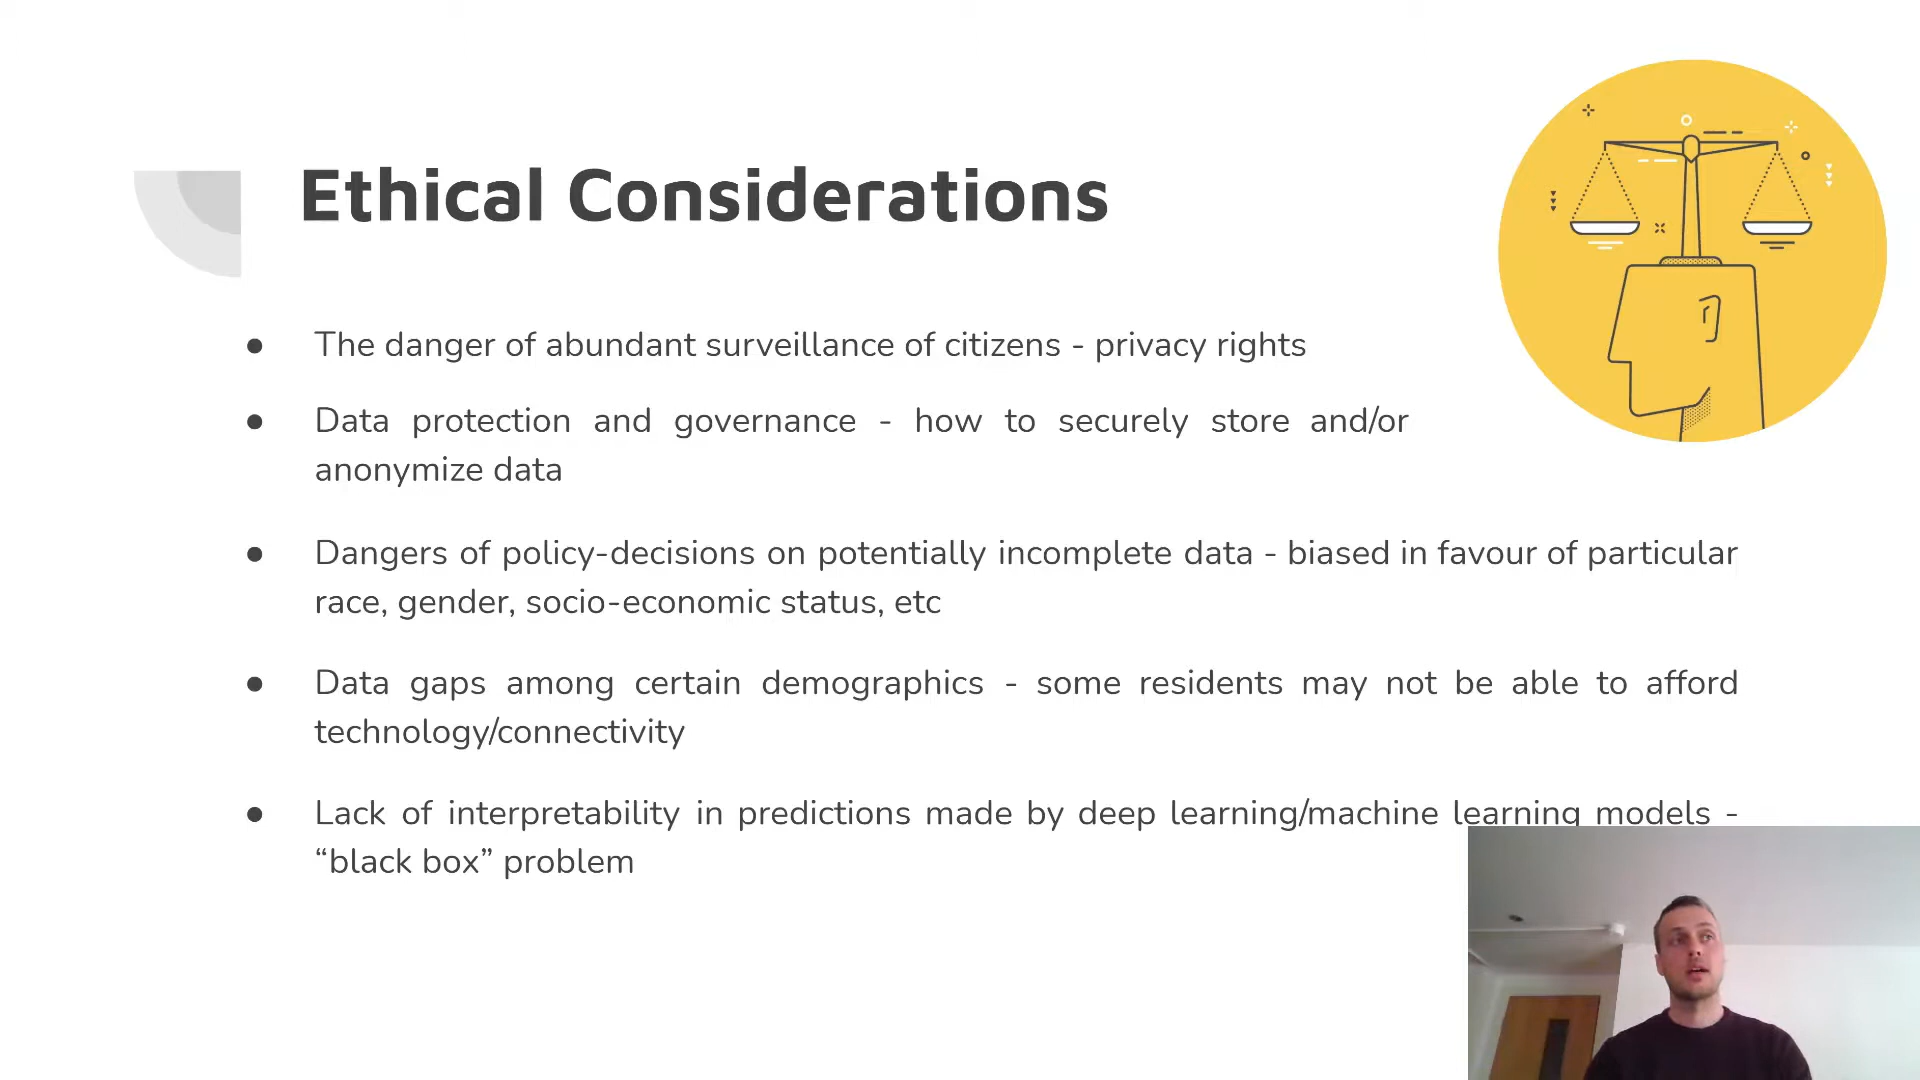 Ethical Considerations
● The danger of abundant surveillance of citizens - privacy rights
● Data protection and governance - how to securely store and/or
anonymize data
● Dangers of policy-decisions on potentially incomplete data - biased in favour of particular
race, gender, socio-economic status, etc
● Data gaps among certain demographics - some residents may not be able to afford
technology/connectivity
● Lack of interpretability in predictions made by deep learning/machine learning models -
“black box” problem